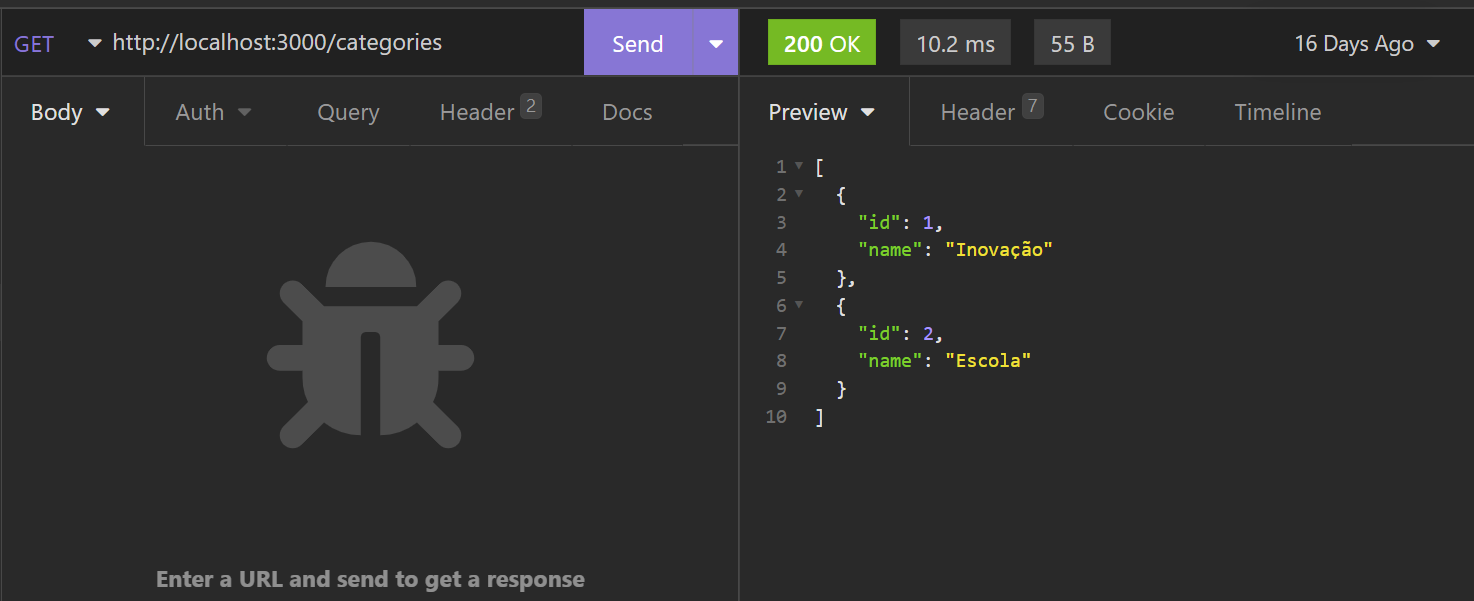 GET http://localhost:3000/categories Send 200 OK 10.2 ms 55 B 16 Days Ago
Body Auth Query Header 2 Docs Preview Header 7 Cookie Timeline
1 [
2 {
3 "id": 1,
4 "name": "Inovação"
5 },
6 {
7 "id": 2,
8 "name": "Escola"
9 }
10 ]
Enter a URL and send to get a response